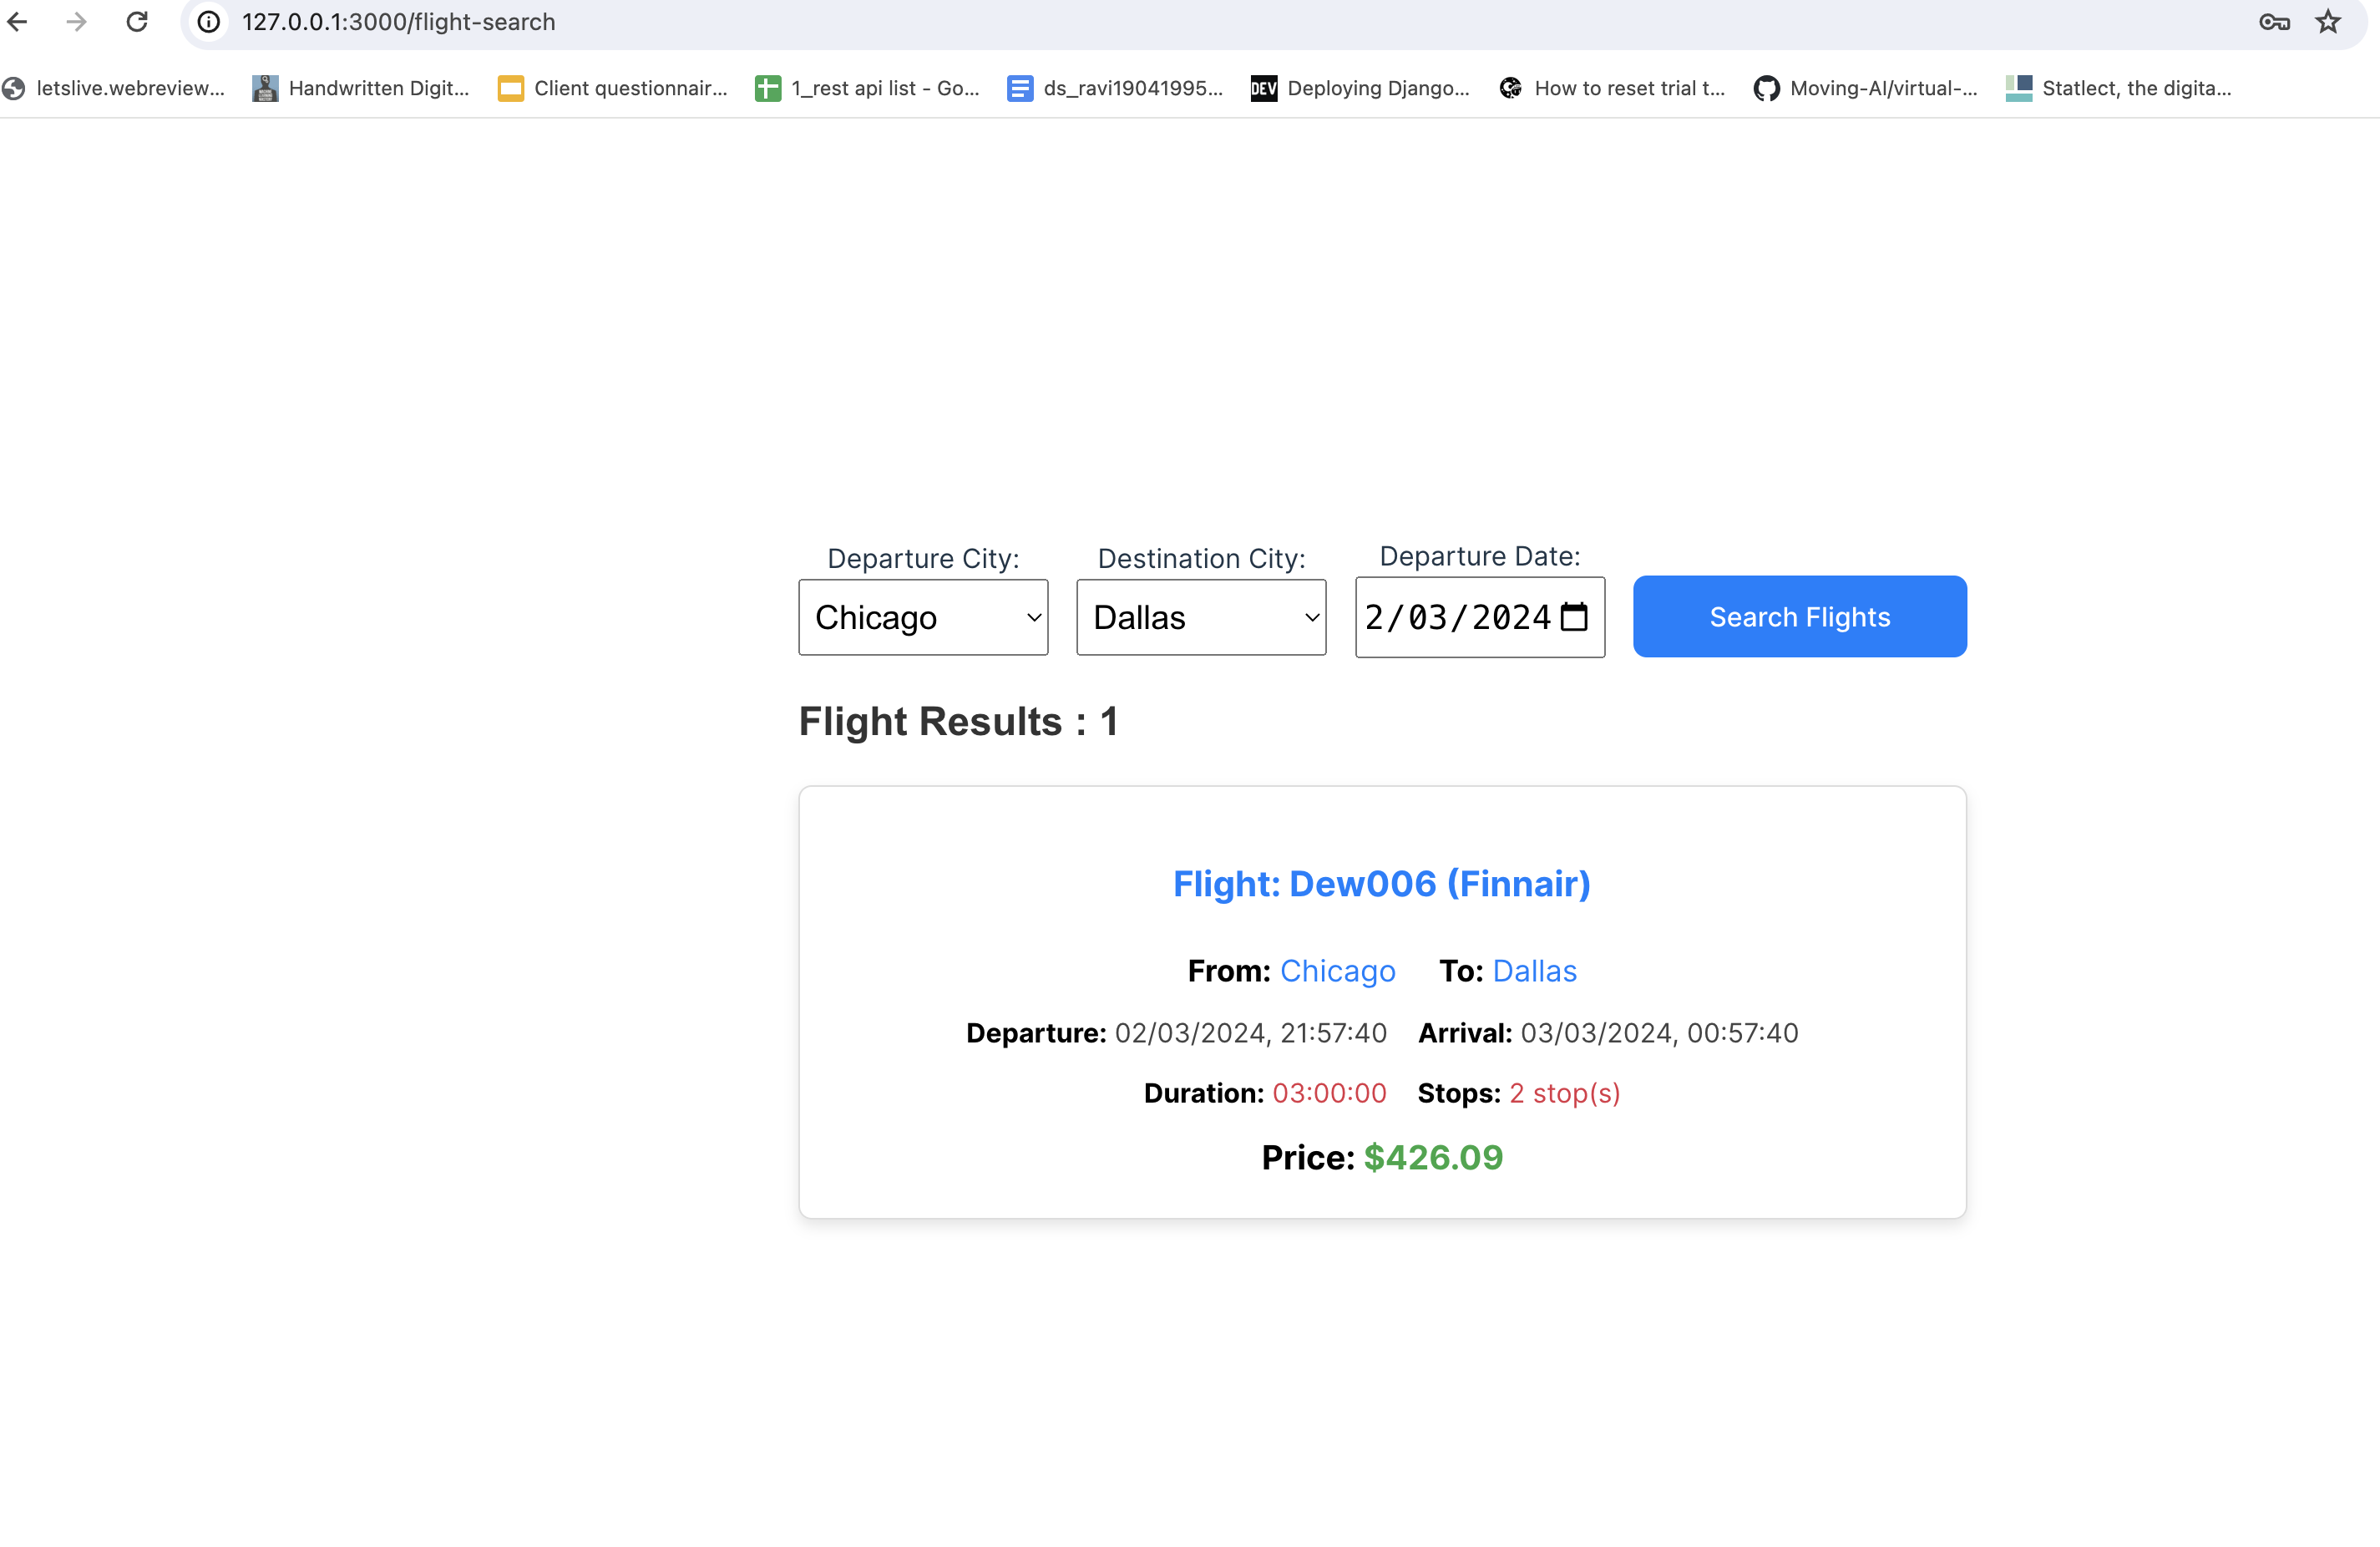 127.0.0.1:3000/flight-search
letslive.webreview... Handwritten Digit... Client questionnair... 1_rest api list - Go... ds_ravi19041995... DEV Deploying Django... How to reset trial t... Moving-AI/virtual-... Statlect, the digita...
Departure City: Destination City: Departure Date:
Chicago Dallas 2/03/2024 Search Flights
Flight Results : 1
Flight: Dew006 (Finnair)
From: Chicago To: Dallas
Departure: 02/03/2024, 21:57:40 Arrival: 03/03/2024, 00:57:40
Duration: 03:00:00 Stops: 2 stop(s)
Price: $426.09